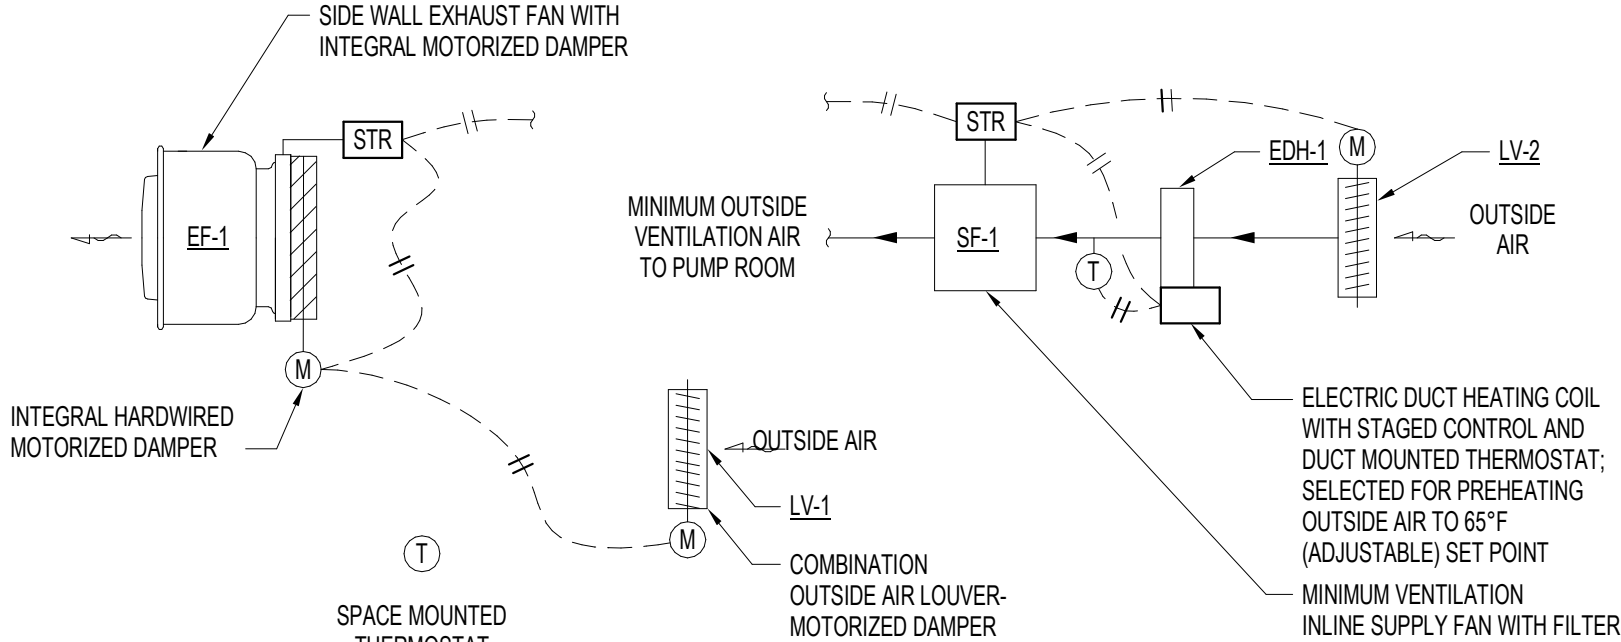 SIDE WALL EXHAUST FAN WITH
INTEGRAL MOTORIZED DAMPER
STR
EF-1
M
INTEGRAL HARDWIRED
MOTORIZED DAMPER
T
SPACE MOUNTED
THERMOSTAT
OUTSIDE AIR
LV-1
M
COMBINATION
OUTSIDE AIR LOUVER-
MOTORIZED DAMPER
MINIMUM OUTSIDE
VENTILATION AIR
TO PUMP ROOM
STR
SF-1
T
EDH-1
M
LV-2
OUTSIDE
AIR
ELECTRIC DUCT HEATING COIL
WITH STAGED CONTROL AND
DUCT MOUNTED THERMOSTAT;
SELECTED FOR PREHEATING
OUTSIDE AIR TO 65°F
(ADJUSTABLE) SET POINT
MINIMUM VENTILATION
INLINE SUPPLY FAN WITH FILTER